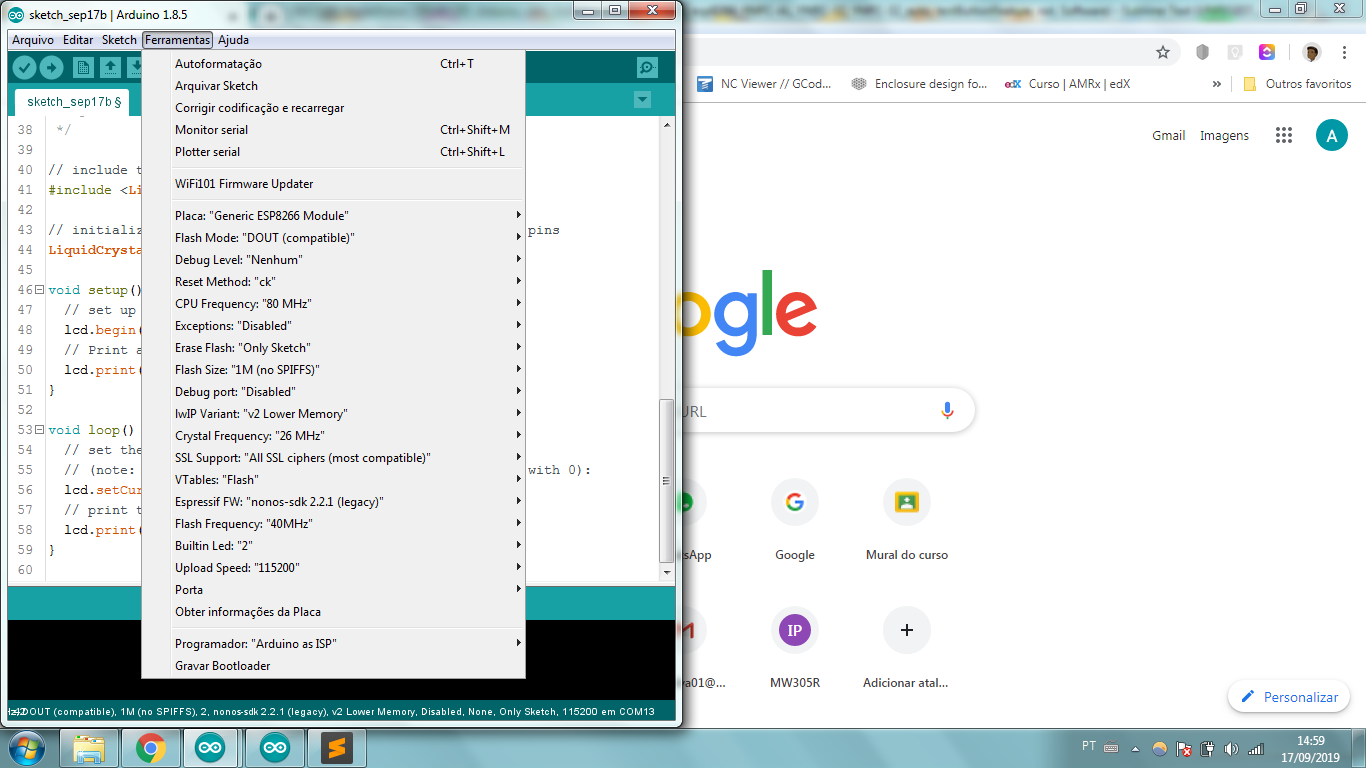 sketch_sep17b | Arduino 1.8.5
Arquivo Editar Sketch Ferramentas Ajuda
sketch_sep17b §
Autoformatação Ctrl+T
Arquivar Sketch
Corrigir codificação e recarregar
Monitor serial Ctrl+Shift+M
Plotter serial Ctrl+Shift+L
WiFi101 Firmware Updater
Placa: "Generic ESP8266 Module"
Flash Mode: "DOUT (compatible)"
Debug Level: "Nenhum"
Reset Method: "ck"
CPU Frequency: "80 MHz"
Exceptions: "Disabled"
Erase Flash: "Only Sketch"
Flash Size: "1M (no SPIFFS)"
Debug port: "Disabled"
lwIP Variant: "v2 Lower Memory"
Crystal Frequency: "26 MHz"
SSL Support: "All SSL ciphers (most compatible)"
VTables: "Flash"
Espressif FW: "nonos-sdk 2.2.1 (legacy)"
Flash Frequency: "40MHz"
Builtin Led: "2"
Upload Speed: "115200"
Porta
Obter informações da Placa
Programador: "Arduino as ISP"
Gravar Bootloader
38 */
39
40 // include t
41 #include <Li
42
43 // initializ pins
44 LiquidCrysta
45
46 void setup()
47 // set up
48 lcd.begin(
49 // Print a
50 lcd.print(
51 }
52
53 void loop()
54 // set the
55 // (note: with 0):
56 lcd.setCur
57 // print t
58 lcd.print(
59 }
60
DOUT (compatible), 1M (no SPIFFS), 2, nonos-sdk 2.2.1 (legacy), v2 Lower Memory, Disabled, None, Only Sketch, 115200 em COM13
NC Viewer // GCod...
Enclosure design fo...
edX Curso | AMRx | edX
»
Outros favoritos
Gmail Imagens A
ogle
URL
sApp
Google
Mural do curso
va01@...
IP
MW305R
Adicionar atal...
Personalizar
PT
14:59
17/09/2019